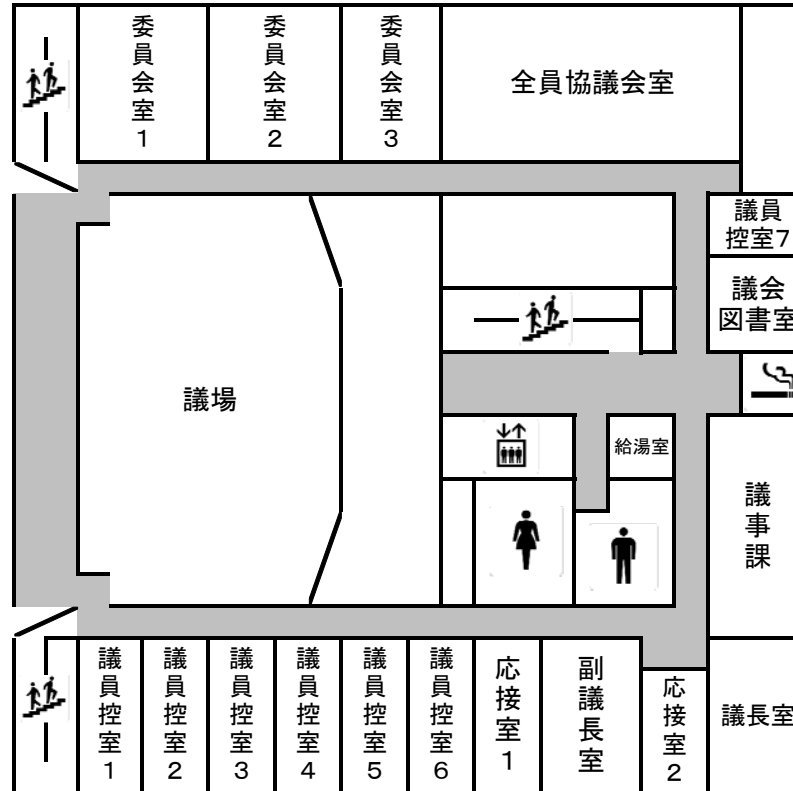 委員会室1
委員会室2
委員会室3
全員協議会室
議員
控室7
議会
図書室
議場
給湯室
議事課
議員控室1
議員控室2
議員控室3
議員控室4
議員控室5
議員控室6
応接室1
副議長室
応接室2
議長室